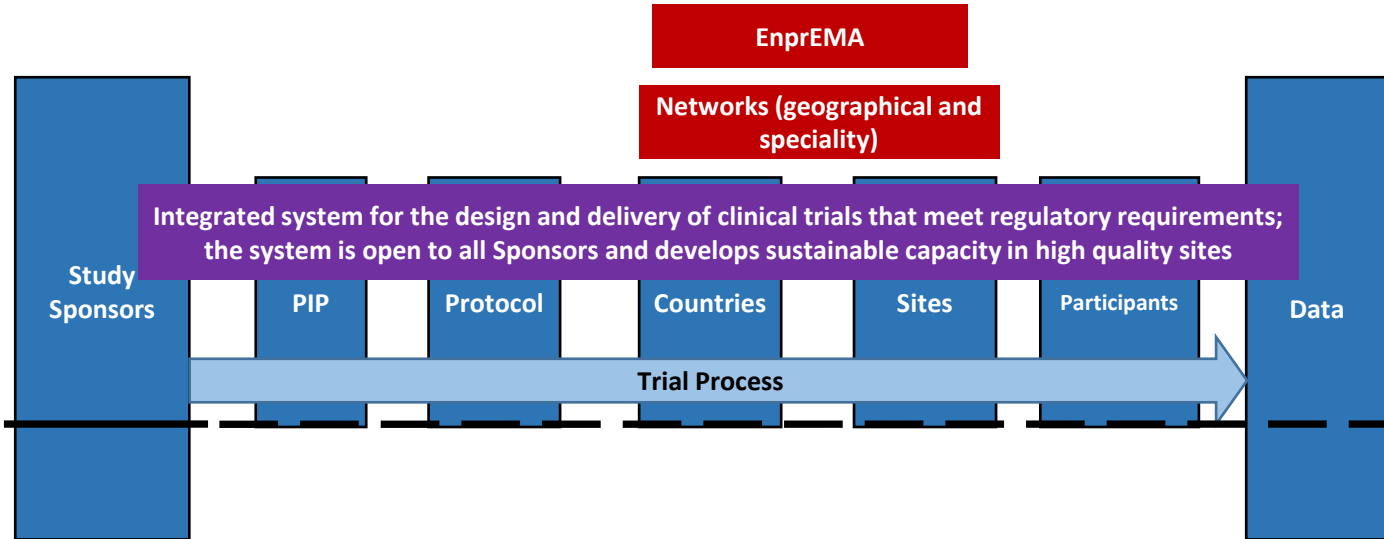 EnprEMA
Networks (geographical and
speciality)
Integrated system for the design and delivery of clinical trials that meet regulatory requirements;
the system is open to all Sponsors and develops sustainable capacity in high quality sites
Study
Sponsors
PIP
Protocol
Countries
Sites
Participants
Data
Trial Process